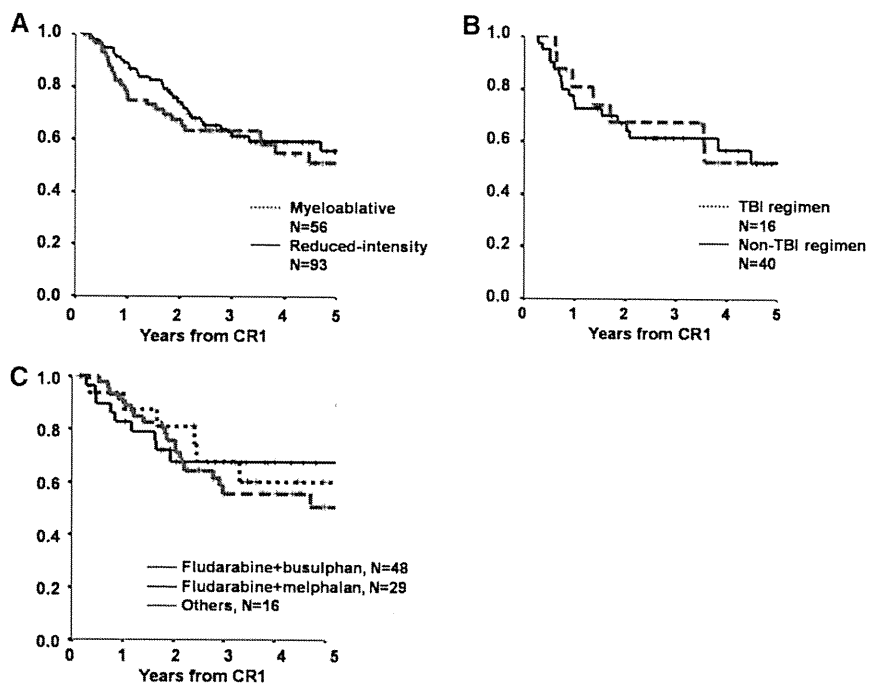 A
1.0
0.8
0.6
0.4
0.2
0.0
Myeloablative
N=56
Reduced-intensity
N=93
0 1 2 3 4 5
Years from CR1
B
1.0
0.8
0.6
0.4
0.2
0.0
TBI regimen
N=16
Non-TBI regimen
N=40
0 1 2 3 4 5
Years from CR1
C
1.0
0.8
0.6
0.4
0.2
0.0
Fludarabine+busulphan, N=48
Fludarabine+melphalan, N=29
Others, N=16
0 1 2 3 4 5
Years from CR1